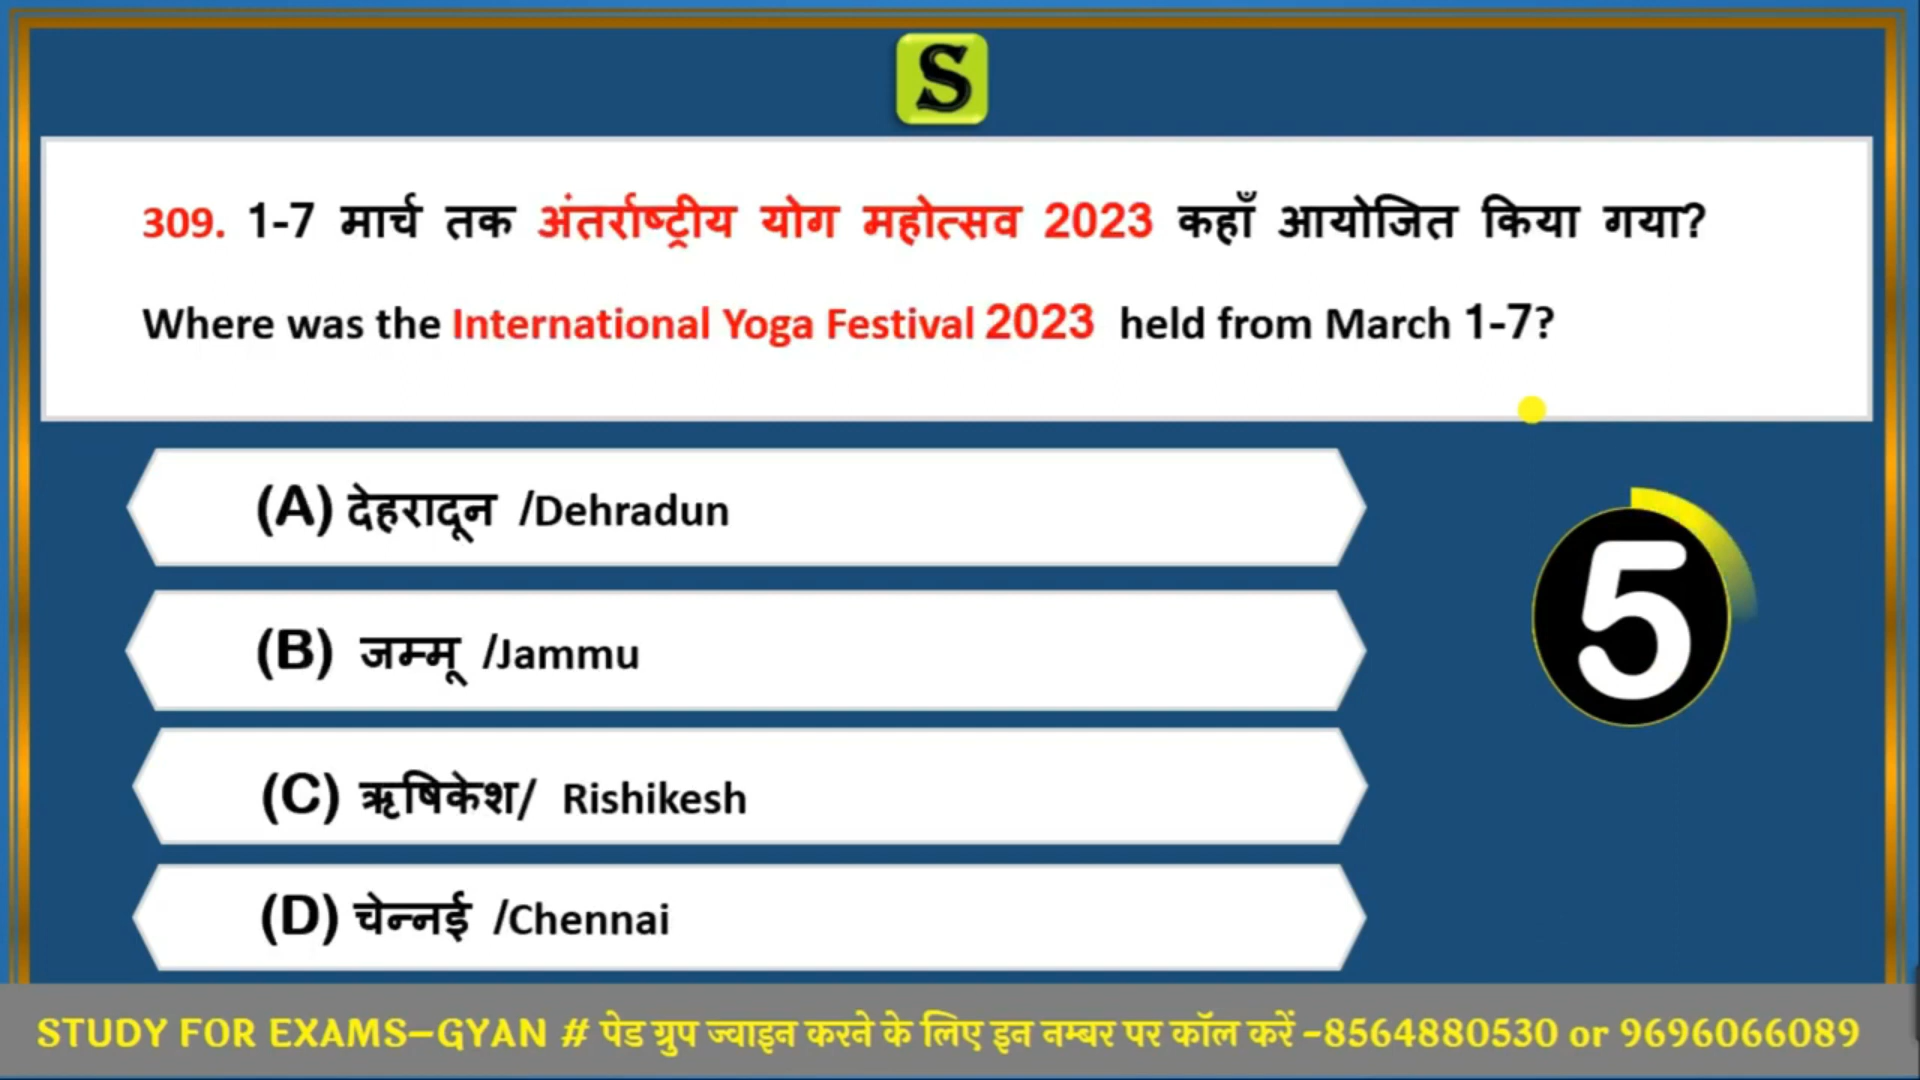 S
309. 1-7 मार्च तक अंतर्राष्ट्रीय योग महोत्सव 2023 कहाँ आयोजित किया गया?
Where was the International Yoga Festival 2023 held from March 1-7?
(A) देहरादून /Dehradun
(B) जम्मू /Jammu
(C) ऋषिकेश/ Rishikesh
(D) चेन्नई /Chennai
5
STUDY FOR EXAMS–GYAN # पेड ग्रुप ज्वाइन करने के लिए इन नम्बर पर कॉल करें -8564880530 or 9696066089